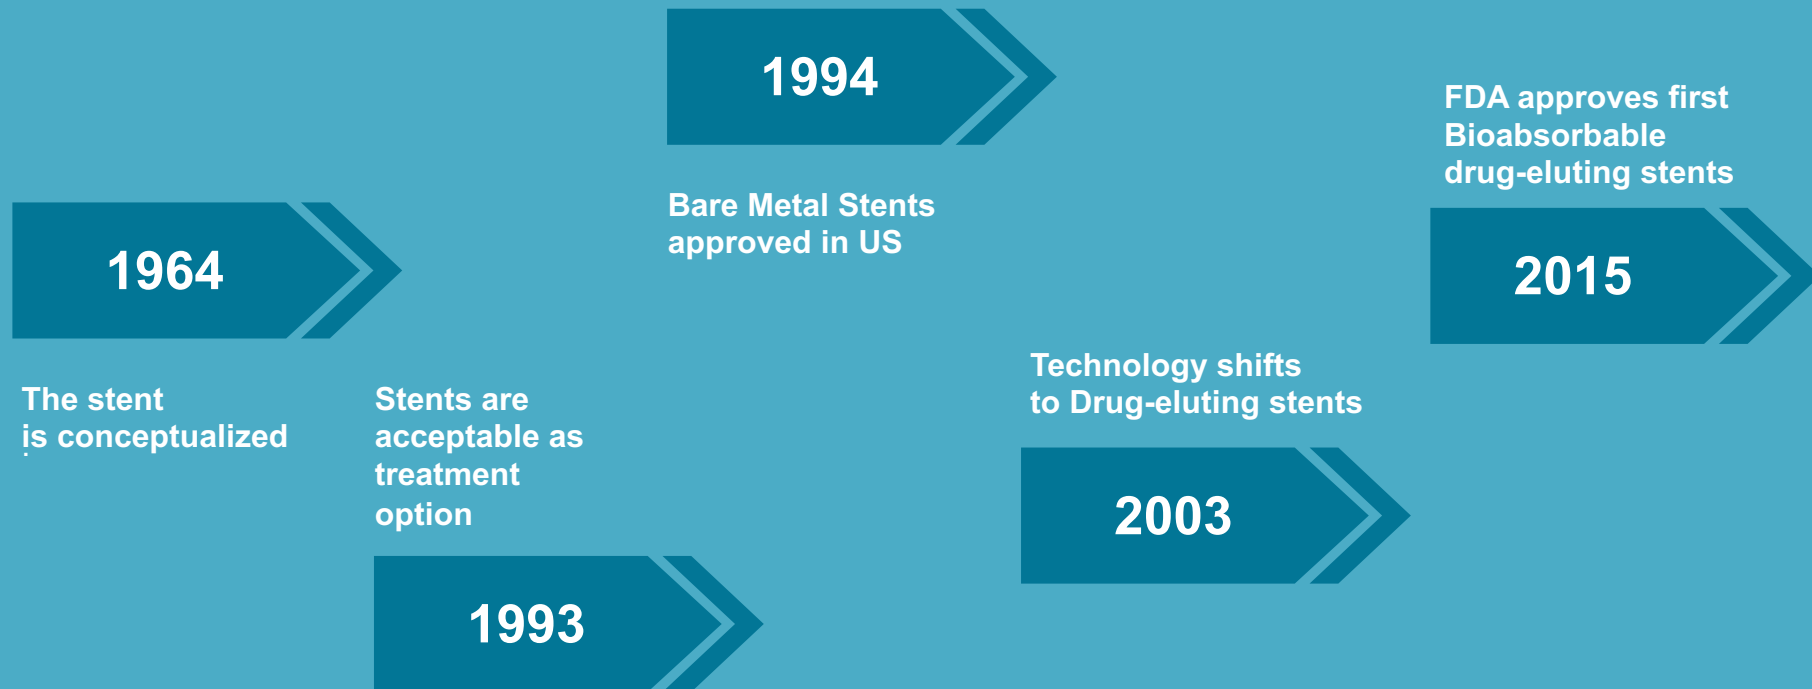 1964
The stent
is conceptualized
Stents are
acceptable as
treatment
option
1993
1994
Bare Metal Stents
approved in US
Technology shifts
to Drug-eluting stents
2003
FDA approves first
Bioabsorbable
drug-eluting stents
2015